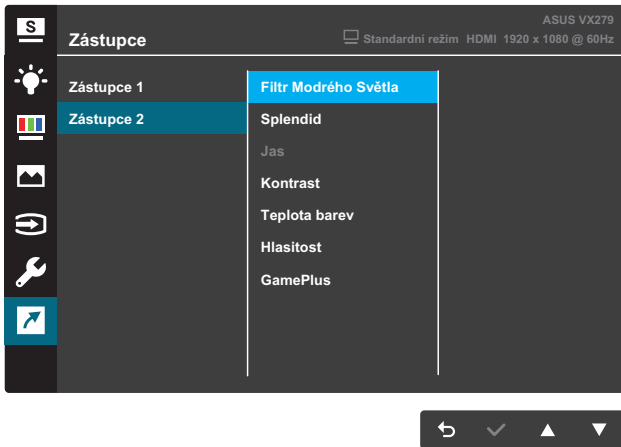 S
ASUS VX279
Zástupce
Standardní režim HDMI 1920 x 1080 @ 60Hz
Zástupce 1
Filtr Modrého Světla
Zástupce 2
Splendid
Jas
Kontrast
Teplota barev
Hlasitost
GamePlus